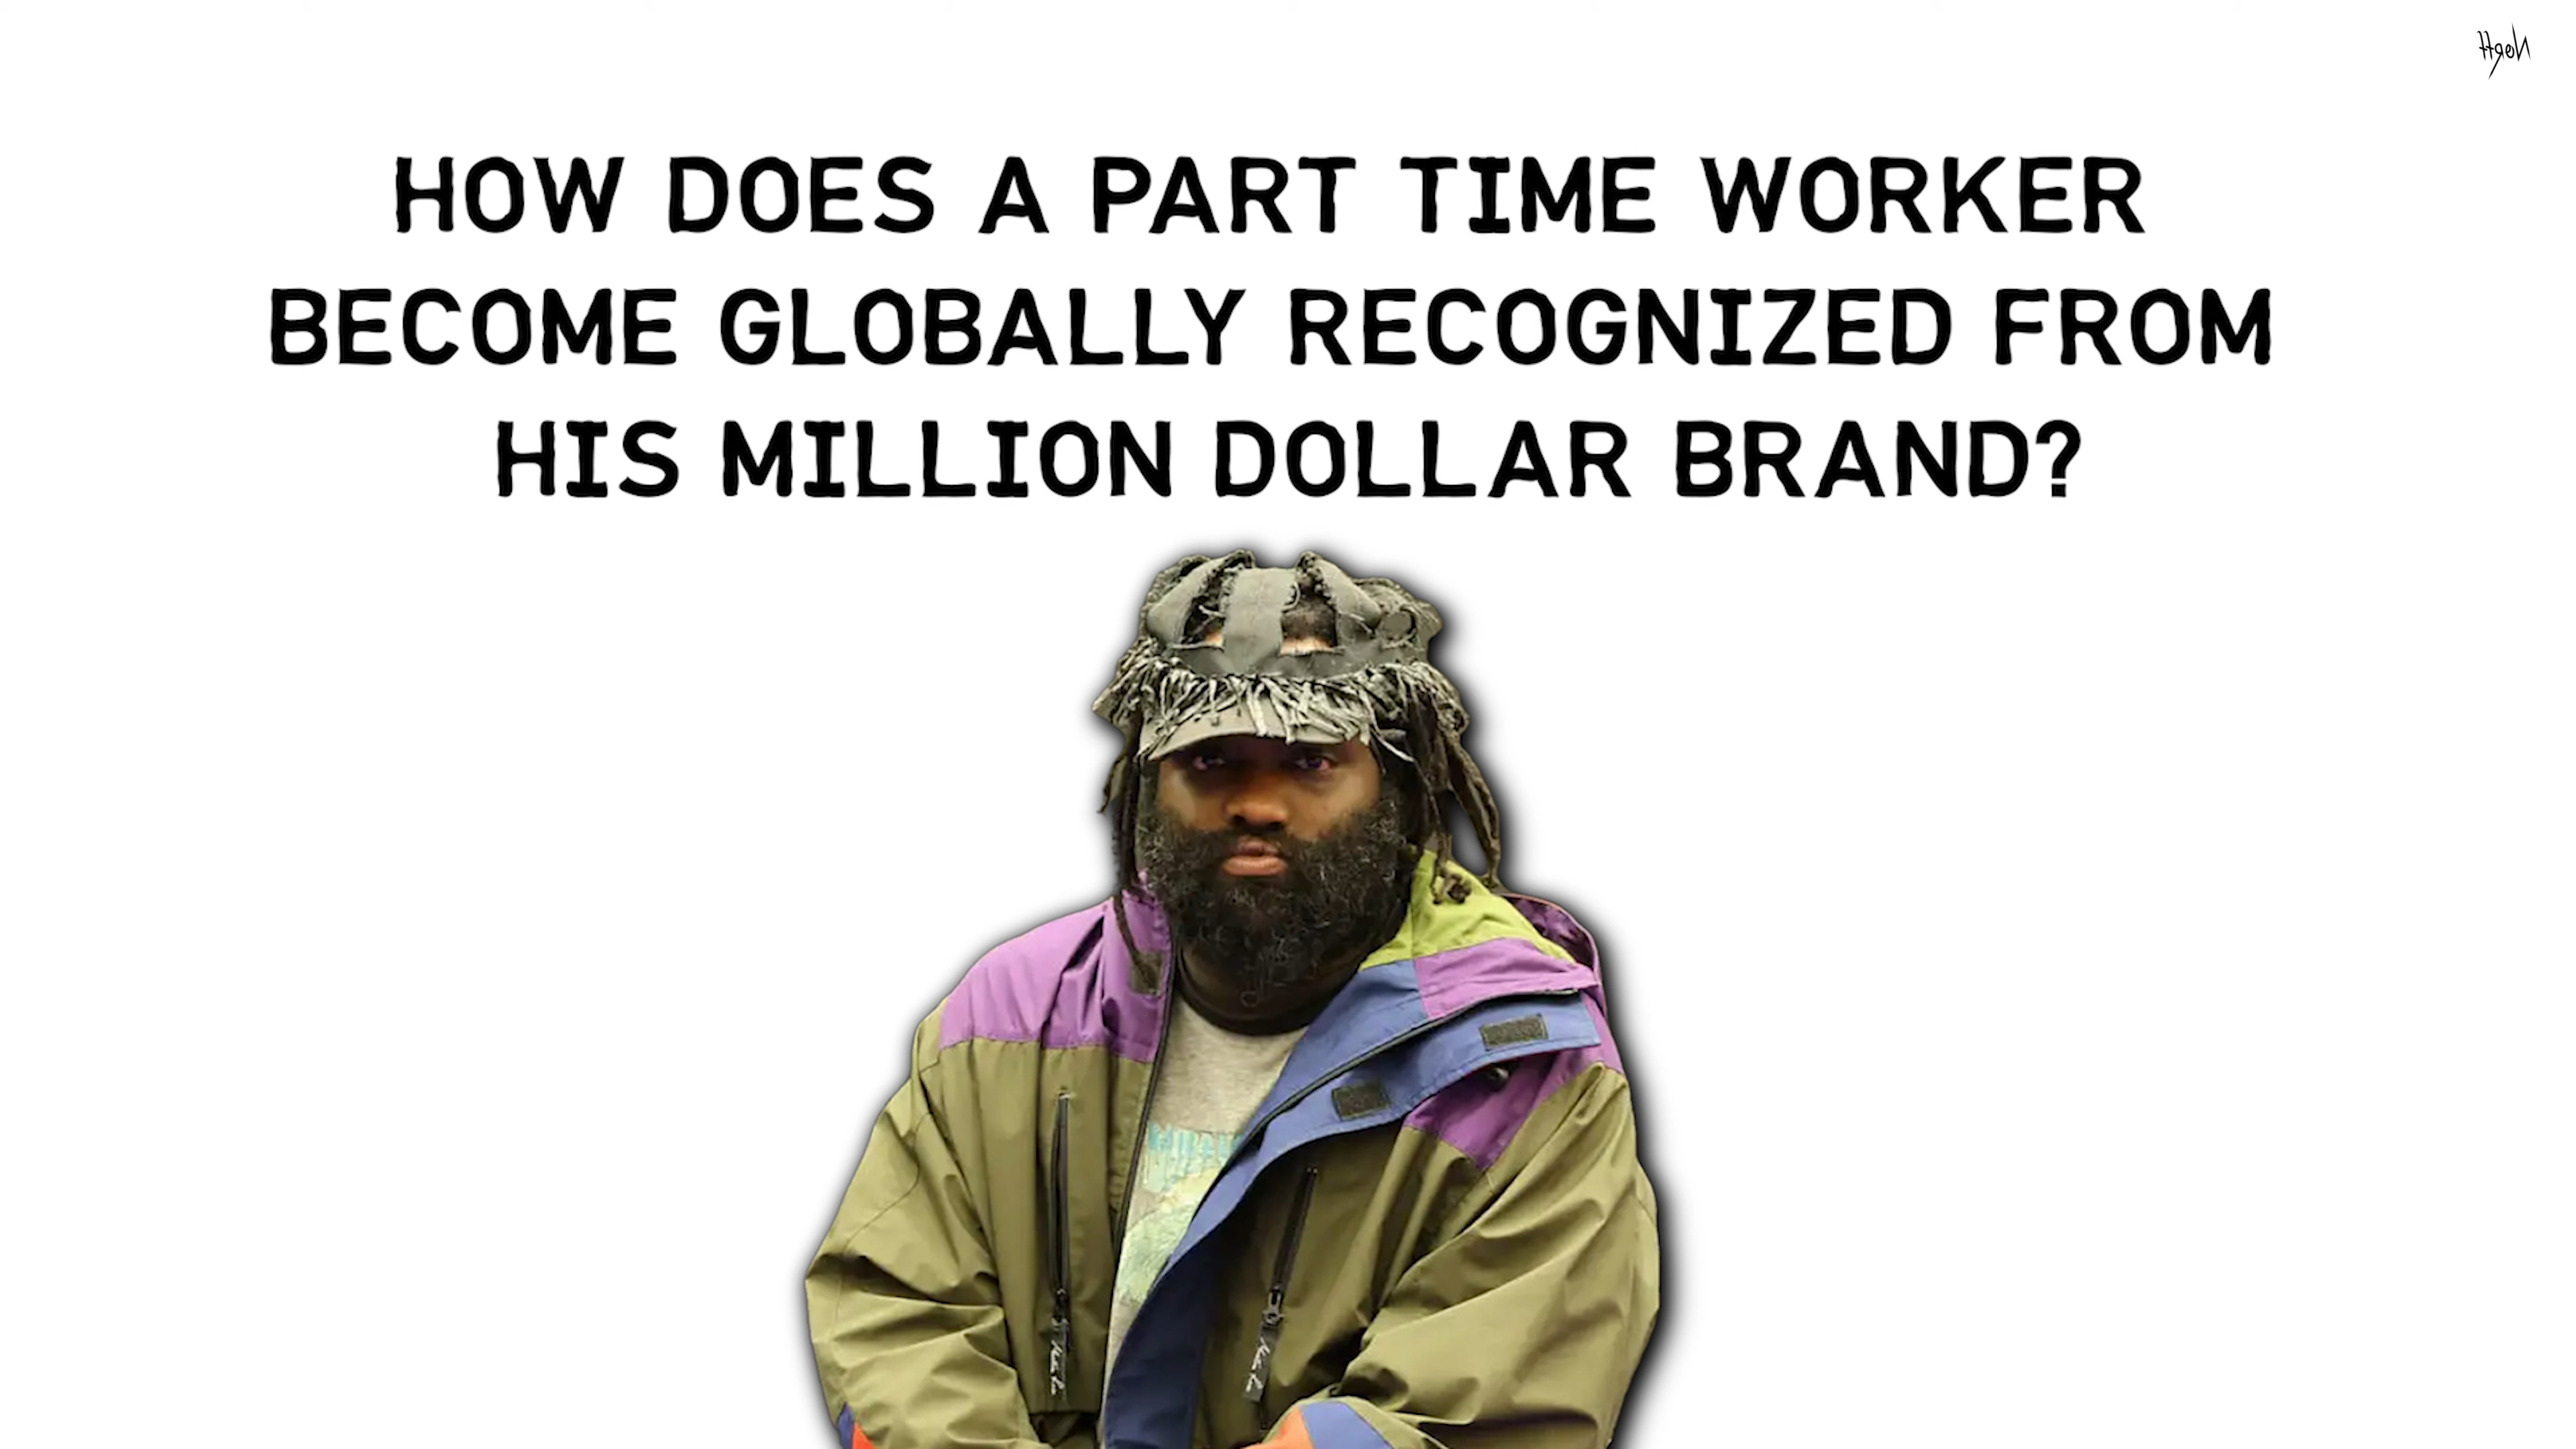 HOW DOES A PART TIME WORKER
BECOME GLOBALLY RECOGNIZED FROM
HIS MILLION DOLLAR BRAND?